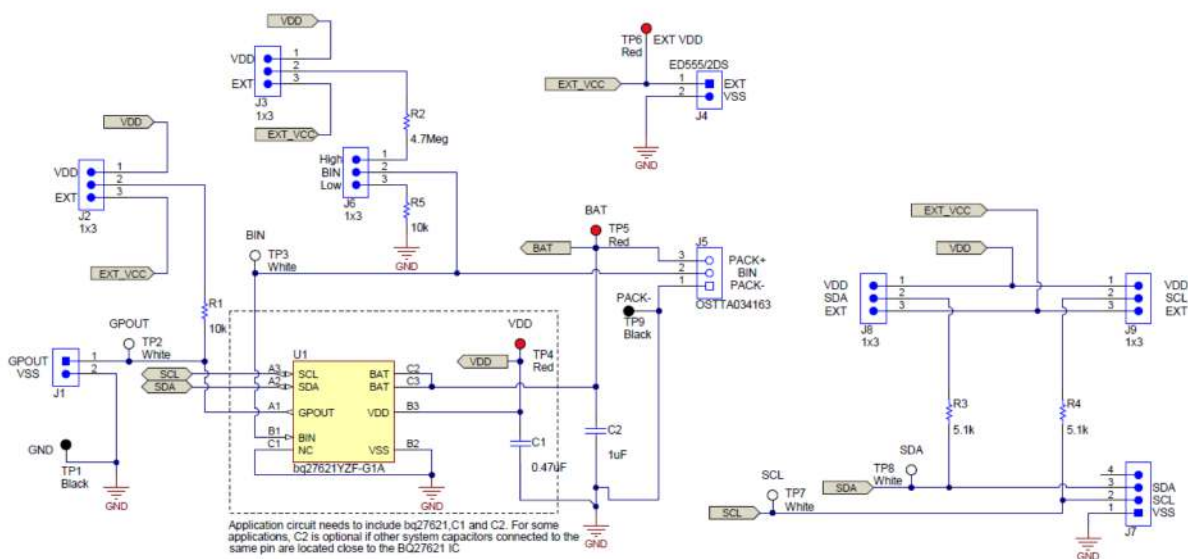 VDD
VDD
1
2
EXT
3
J3
1x3
EXT_VCC
R2
4.7Meg
TP6
Red
EXT VDD
ED555/2DS
EXT_VCC
1
EXT
2
VSS
J4
GND
VDD
VDD
1
2
EXT
3
J2
1x3
EXT_VCC
High
1
BIN
2
Low
3
J6
1x3
R5
10k
GND
BIN
TP3
White
BAT
TP5
Red
BAT
J5
3
PACK+
2
BIN
1
PACK-
OSTTA034163
PACK-
TP9
Black
EXT_VCC
VDD
VDD
1
SDA
2
EXT
3
J8
1x3
1
VDD
2
SCL
3
EXT
J9
1x3
R1
10k
GPOUT
TP2
White
GPOUT
1
VSS
2
J1
GND
TP1
Black
GND
SCL
SDA
U1
A3
SCL
A2
SDA
A1
GPOUT
B1
BIN
C1
NC
BAT
C2
BAT
C3
VDD
B3
VSS
B2
bq27621YZF-G1A
GND
VDD
VDD
TP4
Red
C1
0.47uF
C2
1uF
GND
R3
5.1k
R4
5.1k
SDA
SDA
TP8
White
SCL
SCL
TP7
White
4
3
SDA
2
SCL
1
VSS
J7
GND
Application circuit needs to include bq27621,C1 and C2. For some
applications, C2 is optional if other system capacitors connected to the
same pin are located close to the BQ27621 IC